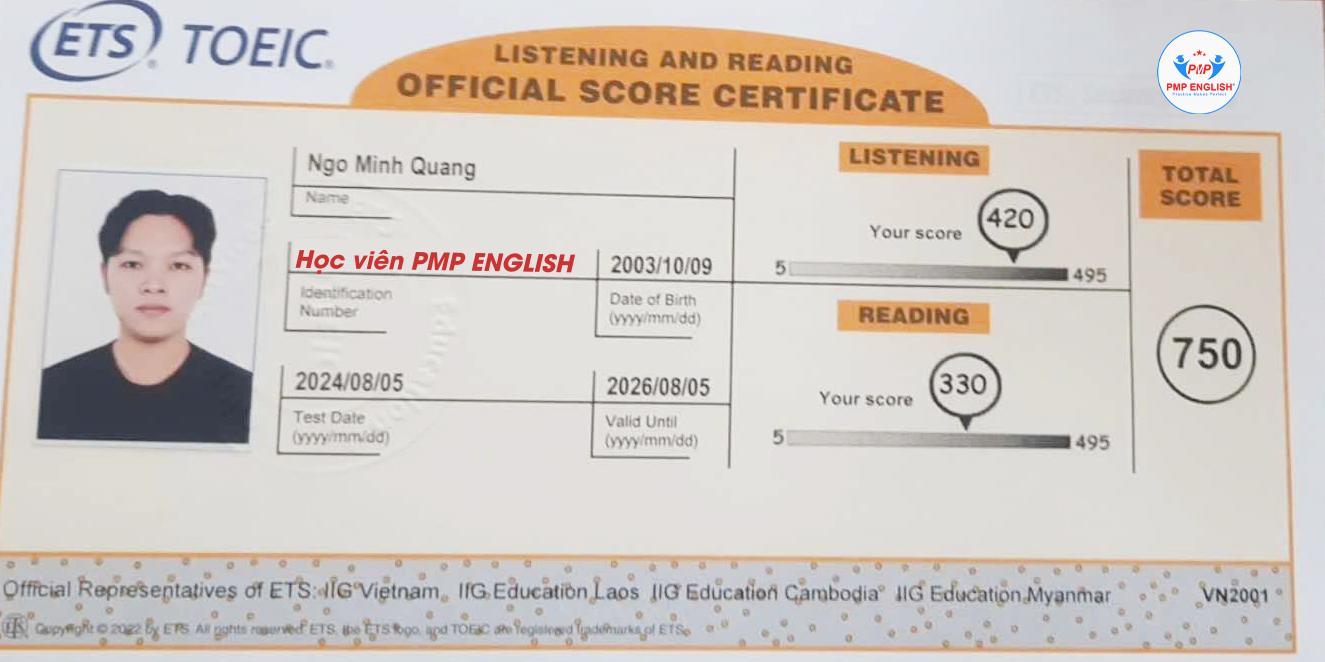 ETS TOEIC
LISTENING AND READING
OFFICIAL SCORE CERTIFICATE
PMP
PMP ENGLISH
Practice Makes Perfect
Ngo Minh Quang
Name
Học viên PMP ENGLISH
Identification
Number
2003/10/09
Date of Birth
(yyyy/mm/dd)
2024/08/05
Test Date
(yyyy/mm/dd)
2026/08/05
Valid Until
(yyyy/mm/dd)
LISTENING
Your score 420
5 495
READING
Your score 330
5 495
TOTAL
SCORE
750
Official Representatives of ETS: IIG Vietnam IIG Education Laos IIG Education Cambodia IIG Education Myanmar VN2001
Copyright © 2022 by ETS. All rights reserved. ETS, the ETS logo, and TOEIC are registered trademarks of ETS.